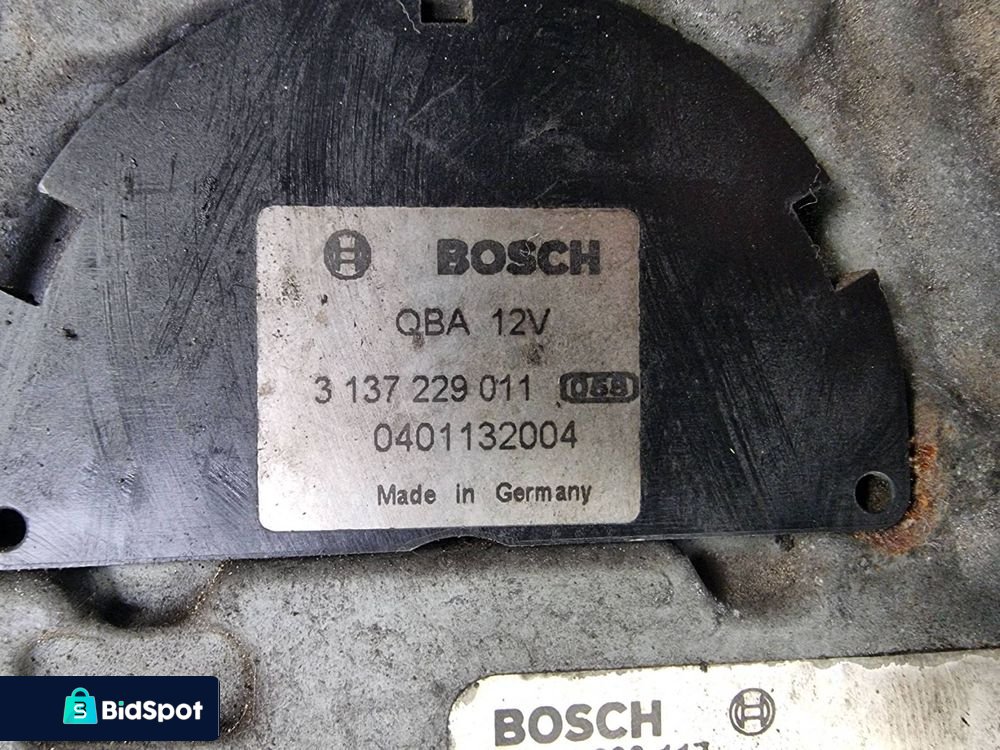 BOSCH
QBA 12V
3 137 229 011 058
0401132004
Made in Germany
BOSCH
BidSpot